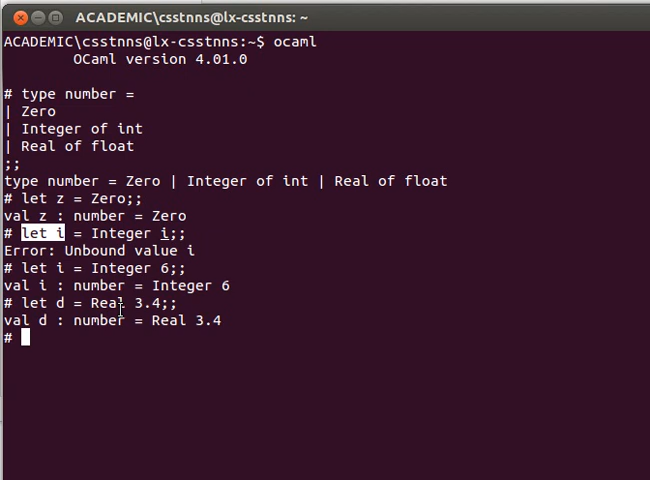 ACADEMIC\csstnns@lx-csstnns: ~
ACADEMIC\csstnns@lx-csstnns:~$ ocaml
        OCaml version 4.01.0
# type number =
| Zero
| Integer of int
| Real of float
;;
type number = Zero | Integer of int | Real of float
# let z = Zero;;
val z : number = Zero
# let i = Integer i;;
Error: Unbound value i
# let i = Integer 6;;
val i : number = Integer 6
# let d = Real 3.4;;
val d : number = Real 3.4
#